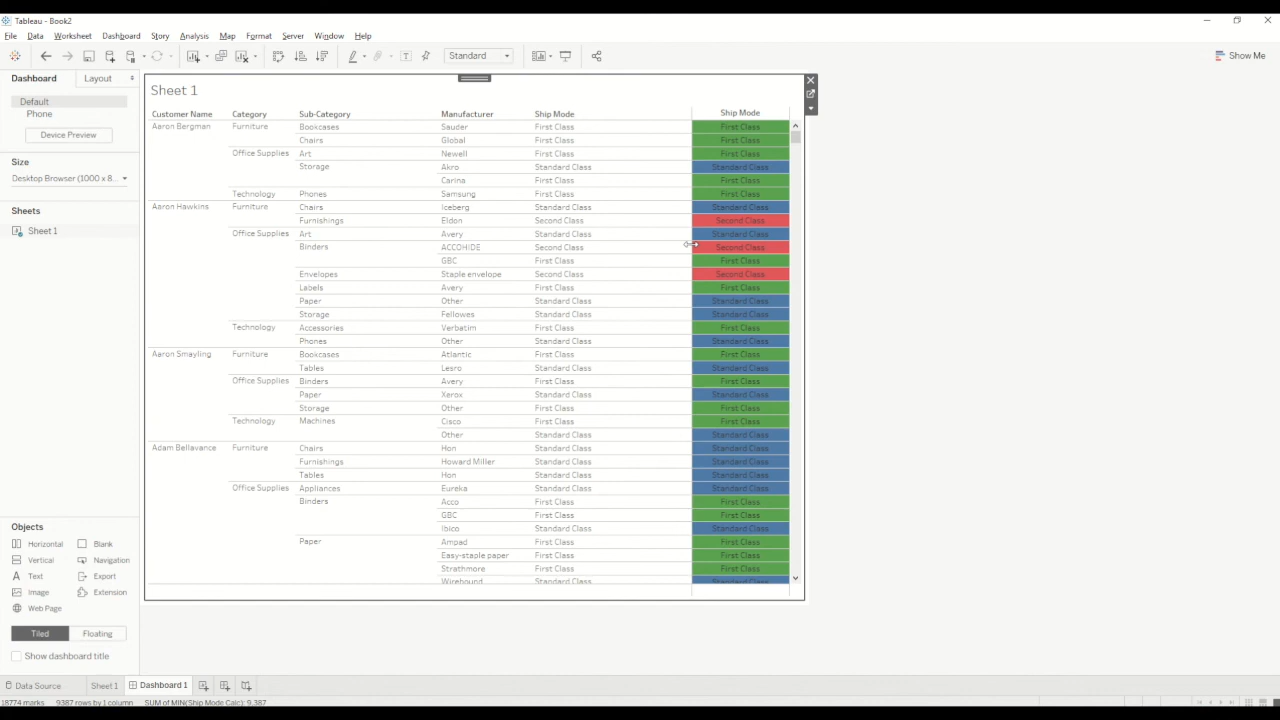 Tableau - Book2
File Data Worksheet Dashboard Story Analysis Map Format Server Window Help
Standard Show Me
Dashboard Layout
Default
Phone
Device Preview
Size
Desktop Browser (1000 x 8...
Sheets
Sheet 1
Objects
Horizontal Blank
Vertical Navigation
Text Export
Image Extension
Web Page
Tiled Floating
Show dashboard title
Sheet 1
Customer Name Category Sub-Category Manufacturer Ship Mode Ship Mode
Aaron Bergman Furniture Bookcases Sauder First Class First Class
Chairs Global First Class First Class
Office Supplies Art Newell First Class First Class
Storage Akro Standard Class Standard Class
Carina First Class First Class
Technology Phones Samsung First Class First Class
Aaron Hawkins Furniture Chairs Iceberg Standard Class Standard Class
Furnishings Eldon Second Class Second Class
Office Supplies Art Avery Standard Class Standard Class
Binders ACCOHIDE Second Class Second Class
GBC First Class First Class
Envelopes Staple envelope Second Class Second Class
Labels Avery First Class First Class
Paper Other Standard Class Standard Class
Storage Fellowes Standard Class Standard Class
Technology Accessories Verbatim First Class First Class
Phones Other Standard Class Standard Class
Aaron Smayling Furniture Bookcases Atlantic First Class First Class
Tables Lesro Standard Class Standard Class
Office Supplies Binders Avery First Class First Class
Paper Xerox Standard Class Standard Class
Storage Other First Class First Class
Technology Machines Cisco First Class First Class
Other Standard Class Standard Class
Adam Bellavance Furniture Chairs Hon Standard Class Standard Class
Furnishings Howard Miller Standard Class Standard Class
Tables Hon Standard Class Standard Class
Office Supplies Appliances Eureka Standard Class Standard Class
Binders Acco First Class First Class
GBC First Class First Class
Ibico Standard Class Standard Class
Paper Ampad First Class First Class
Easy-staple paper First Class First Class
Strathmore First Class First Class
Wirebound Standard Class Standard Class
Data Source Sheet 1 Dashboard 1
18774 marks 9387 rows by 1 column SUM of MIN(Ship Mode Calc): 9,387